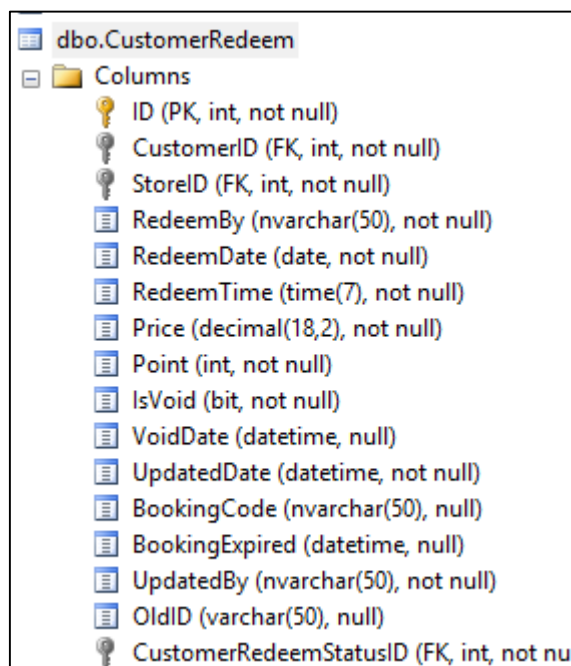 dbo.CustomerRedeem
Columns
ID (PK, int, not null)
CustomerID (FK, int, not null)
StoreID (FK, int, not null)
RedeemBy (nvarchar(50), not null)
RedeemDate (date, not null)
RedeemTime (time(7), not null)
Price (decimal(18,2), not null)
Point (int, not null)
IsVoid (bit, not null)
VoidDate (datetime, null)
UpdatedDate (datetime, not null)
BookingCode (nvarchar(50), null)
BookingExpired (datetime, null)
UpdatedBy (nvarchar(50), not null)
OldID (varchar(50), null)
CustomerRedeemStatusID (FK, int, not nu